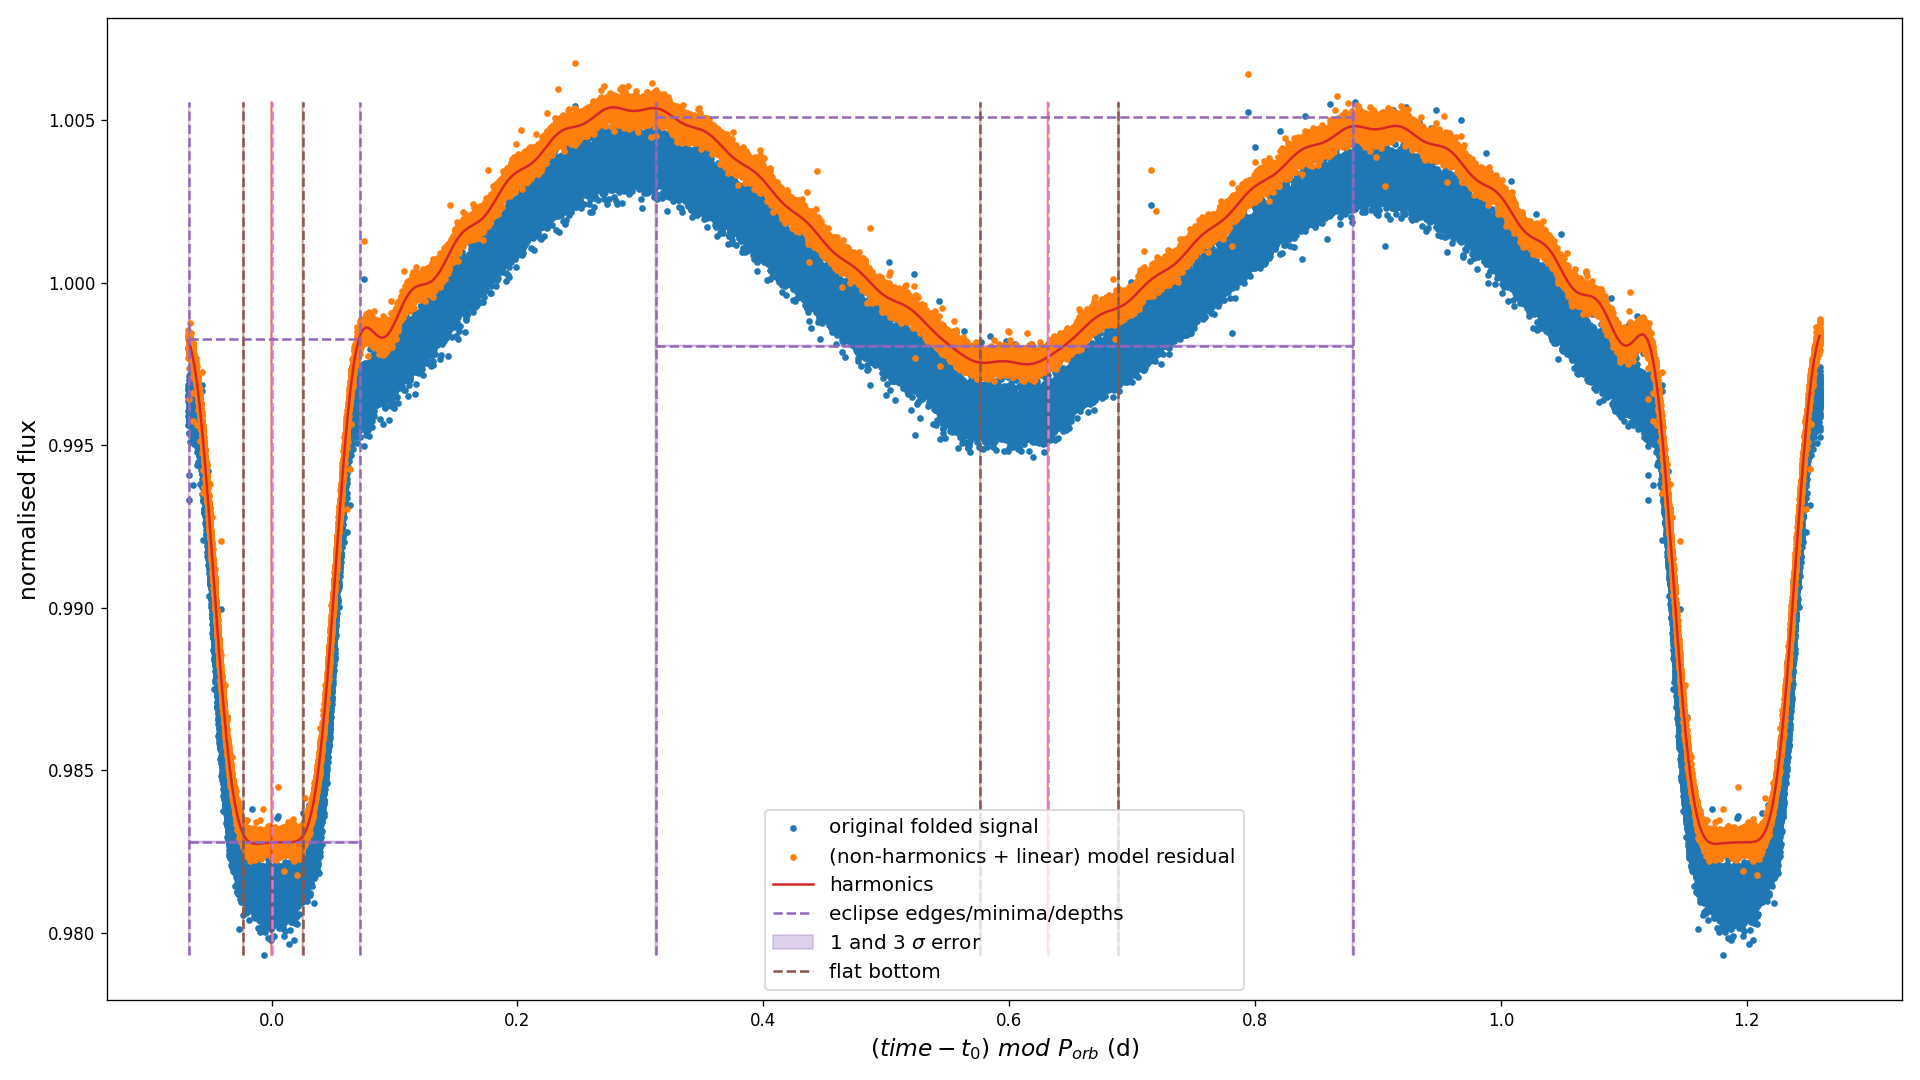 normalised flux
1.005
1.000
0.995
0.990
0.985
0.980
original folded signal
(non-harmonics + linear) model residual
harmonics
eclipse edges/minima/depths
1 and 3 σ error
flat bottom
0.0 0.2 0.4 0.6 0.8 1.0 1.2
(time − t₀) mod Pₒᵣb (d)